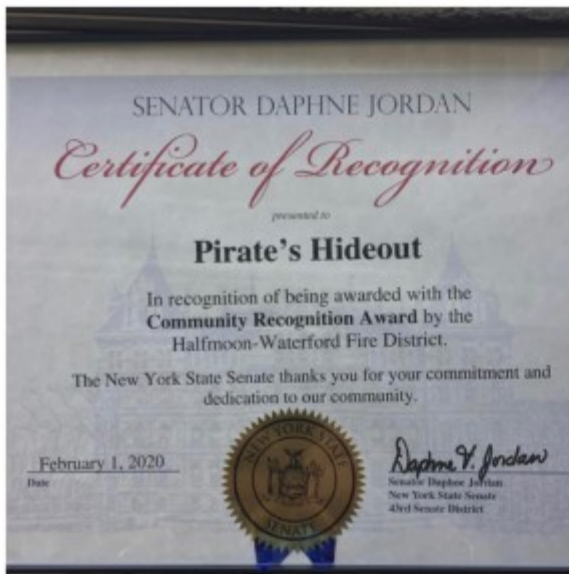 SENATOR DAPHNE JORDAN
Certificate of Recognition
presented to
Pirate's Hideout
In recognition of being awarded with the
Community Recognition Award by the
Halfmoon-Waterford Fire District.
The New York State Senate thanks you for your commitment and
dedication to our community.
February 1, 2020
Date
NEW YORK STATE
SENATE
Daphne V. Jordan
Senator Daphne Jordan
New York State Senate
43rd Senate District